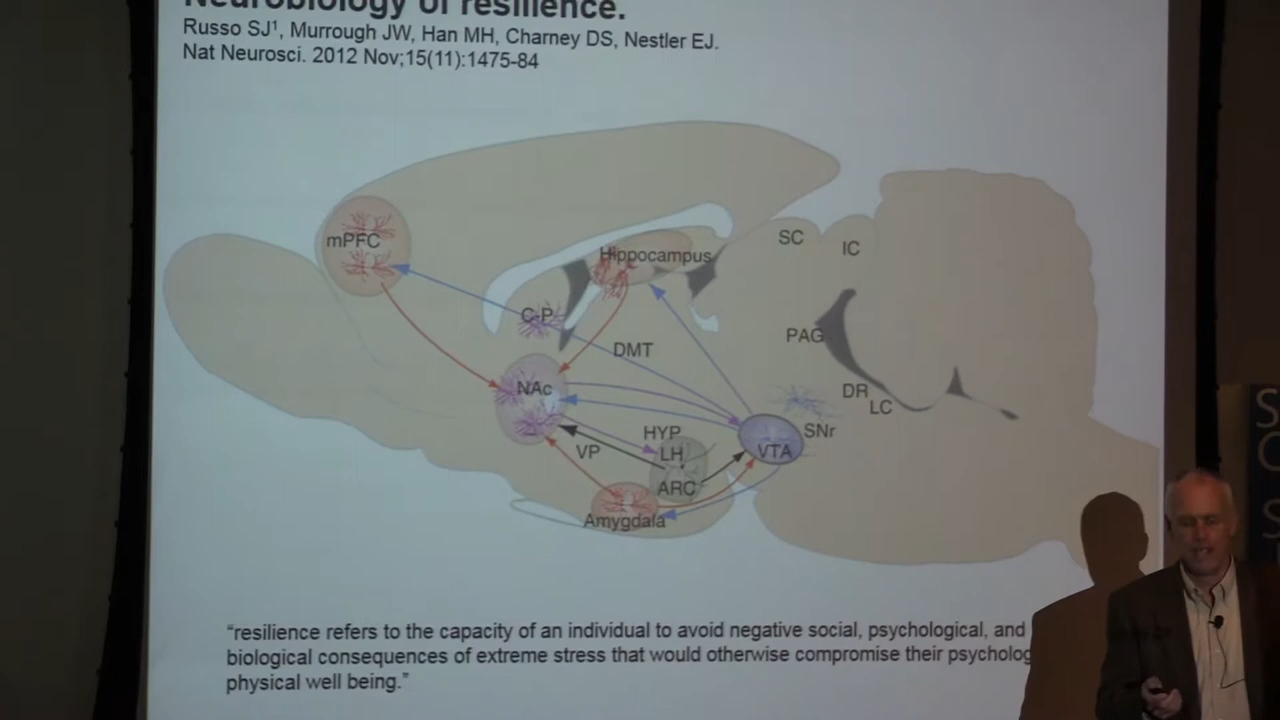 Neurobiology of resilience.
Russo SJ¹, Murrough JW, Han MH, Charney DS, Nestler EJ.
Nat Neurosci. 2012 Nov;15(11):1475-84
mPFC
Hippocampus
SC
IC
C-P
DMT
PAG
NAc
DR
LC
HYP
SNr
VP
LH
VTA
ARC
Amygdala
"resilience refers to the capacity of an individual to avoid negative social, psychological, and
biological consequences of extreme stress that would otherwise compromise their psycholog
physical well being."